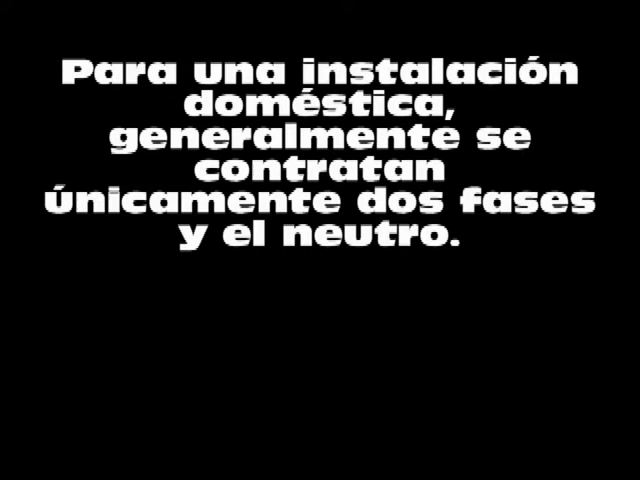 Para una instalación
doméstica,
generalmente se
contratan
únicamente dos fases
y el neutro.